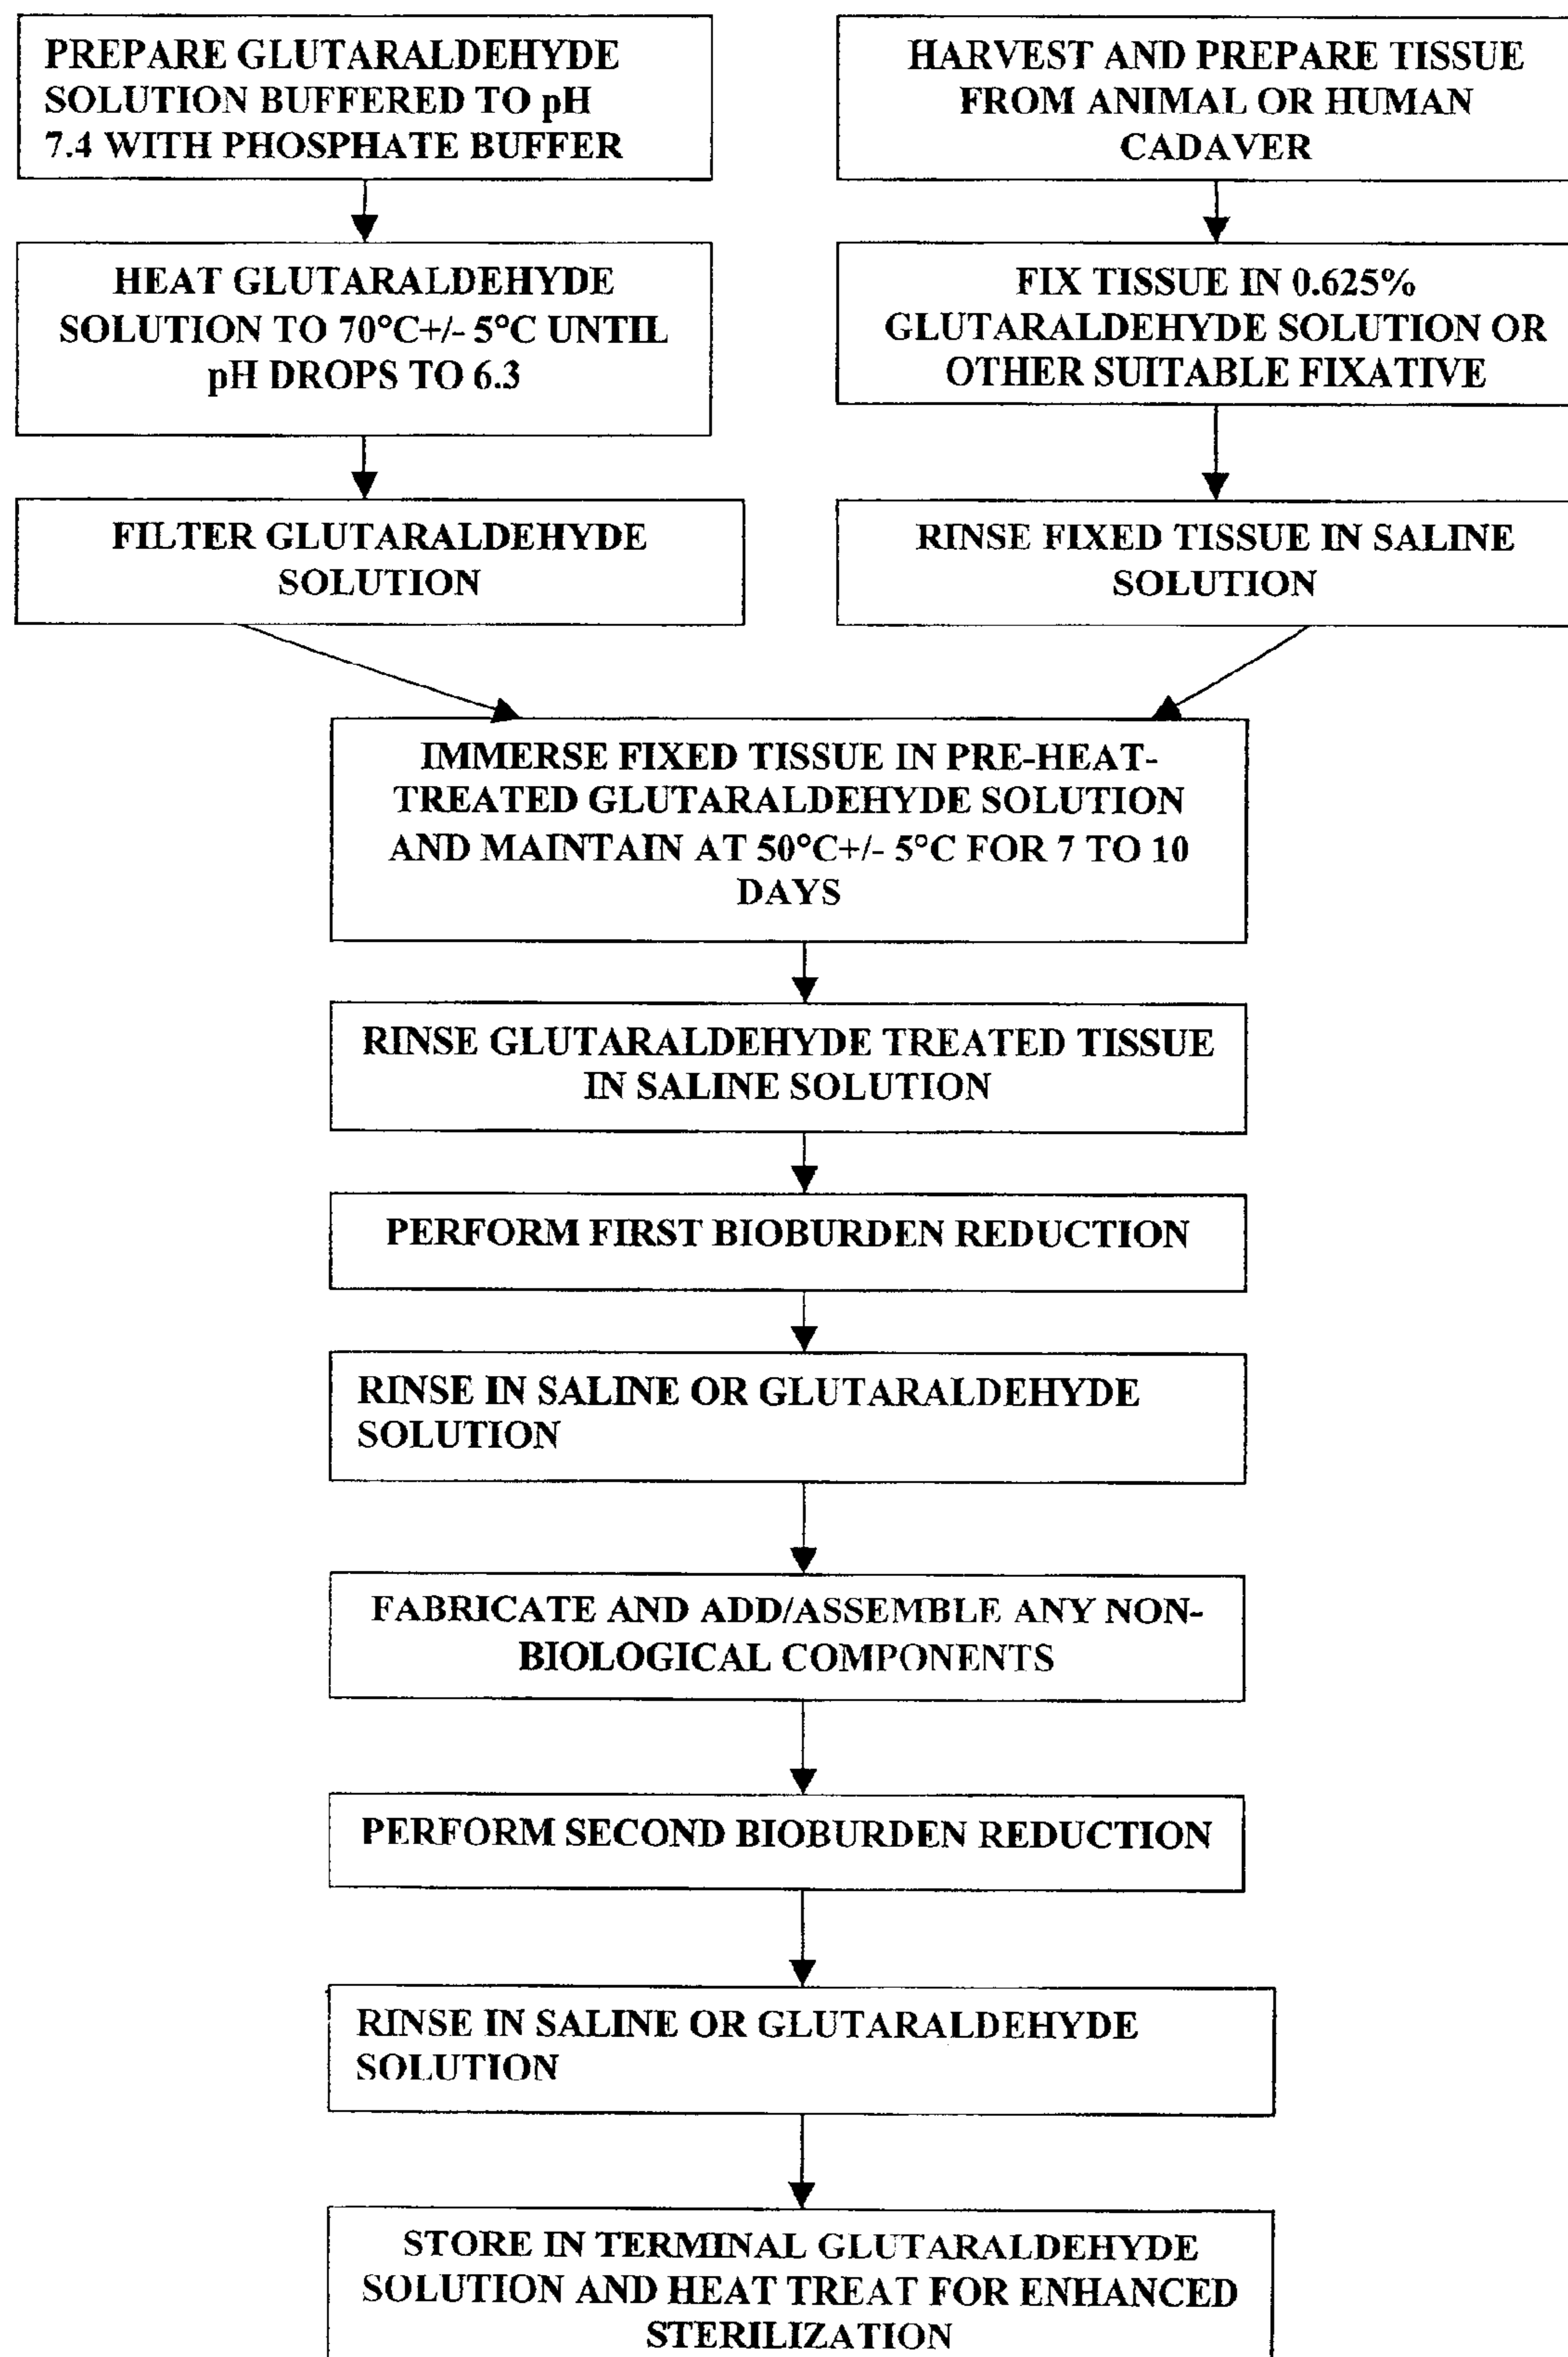 PREPARE GLUTARALDEHYDE
SOLUTION BUFFERED TO pH
7.4 WITH PHOSPHATE BUFFER
HARVEST AND PREPARE TISSUE
FROM ANIMAL OR HUMAN
CADAVER
HEAT GLUTARALDEHYDE
SOLUTION TO 70°C+/- 5°C UNTIL
pH DROPS TO 6.3
FIX TISSUE IN 0.625%
GLUTARALDEHYDE SOLUTION OR
OTHER SUITABLE FIXATIVE
FILTER GLUTARALDEHYDE
SOLUTION
RINSE FIXED TISSUE IN SALINE
SOLUTION
IMMERSE FIXED TISSUE IN PRE-HEAT-
TREATED GLUTARALDEHYDE SOLUTION
AND MAINTAIN AT 50°C+/- 5°C FOR 7 TO 10
DAYS
RINSE GLUTARALDEHYDE TREATED TISSUE
IN SALINE SOLUTION
PERFORM FIRST BIOBURDEN REDUCTION
RINSE IN SALINE OR GLUTARALDEHYDE
SOLUTION
FABRICATE AND ADD/ASSEMBLE ANY NON-
BIOLOGICAL COMPONENTS
PERFORM SECOND BIOBURDEN REDUCTION
RINSE IN SALINE OR GLUTARALDEHYDE
SOLUTION
STORE IN TERMINAL GLUTARALDEHYDE
SOLUTION AND HEAT TREAT FOR ENHANCED
STERILIZATION